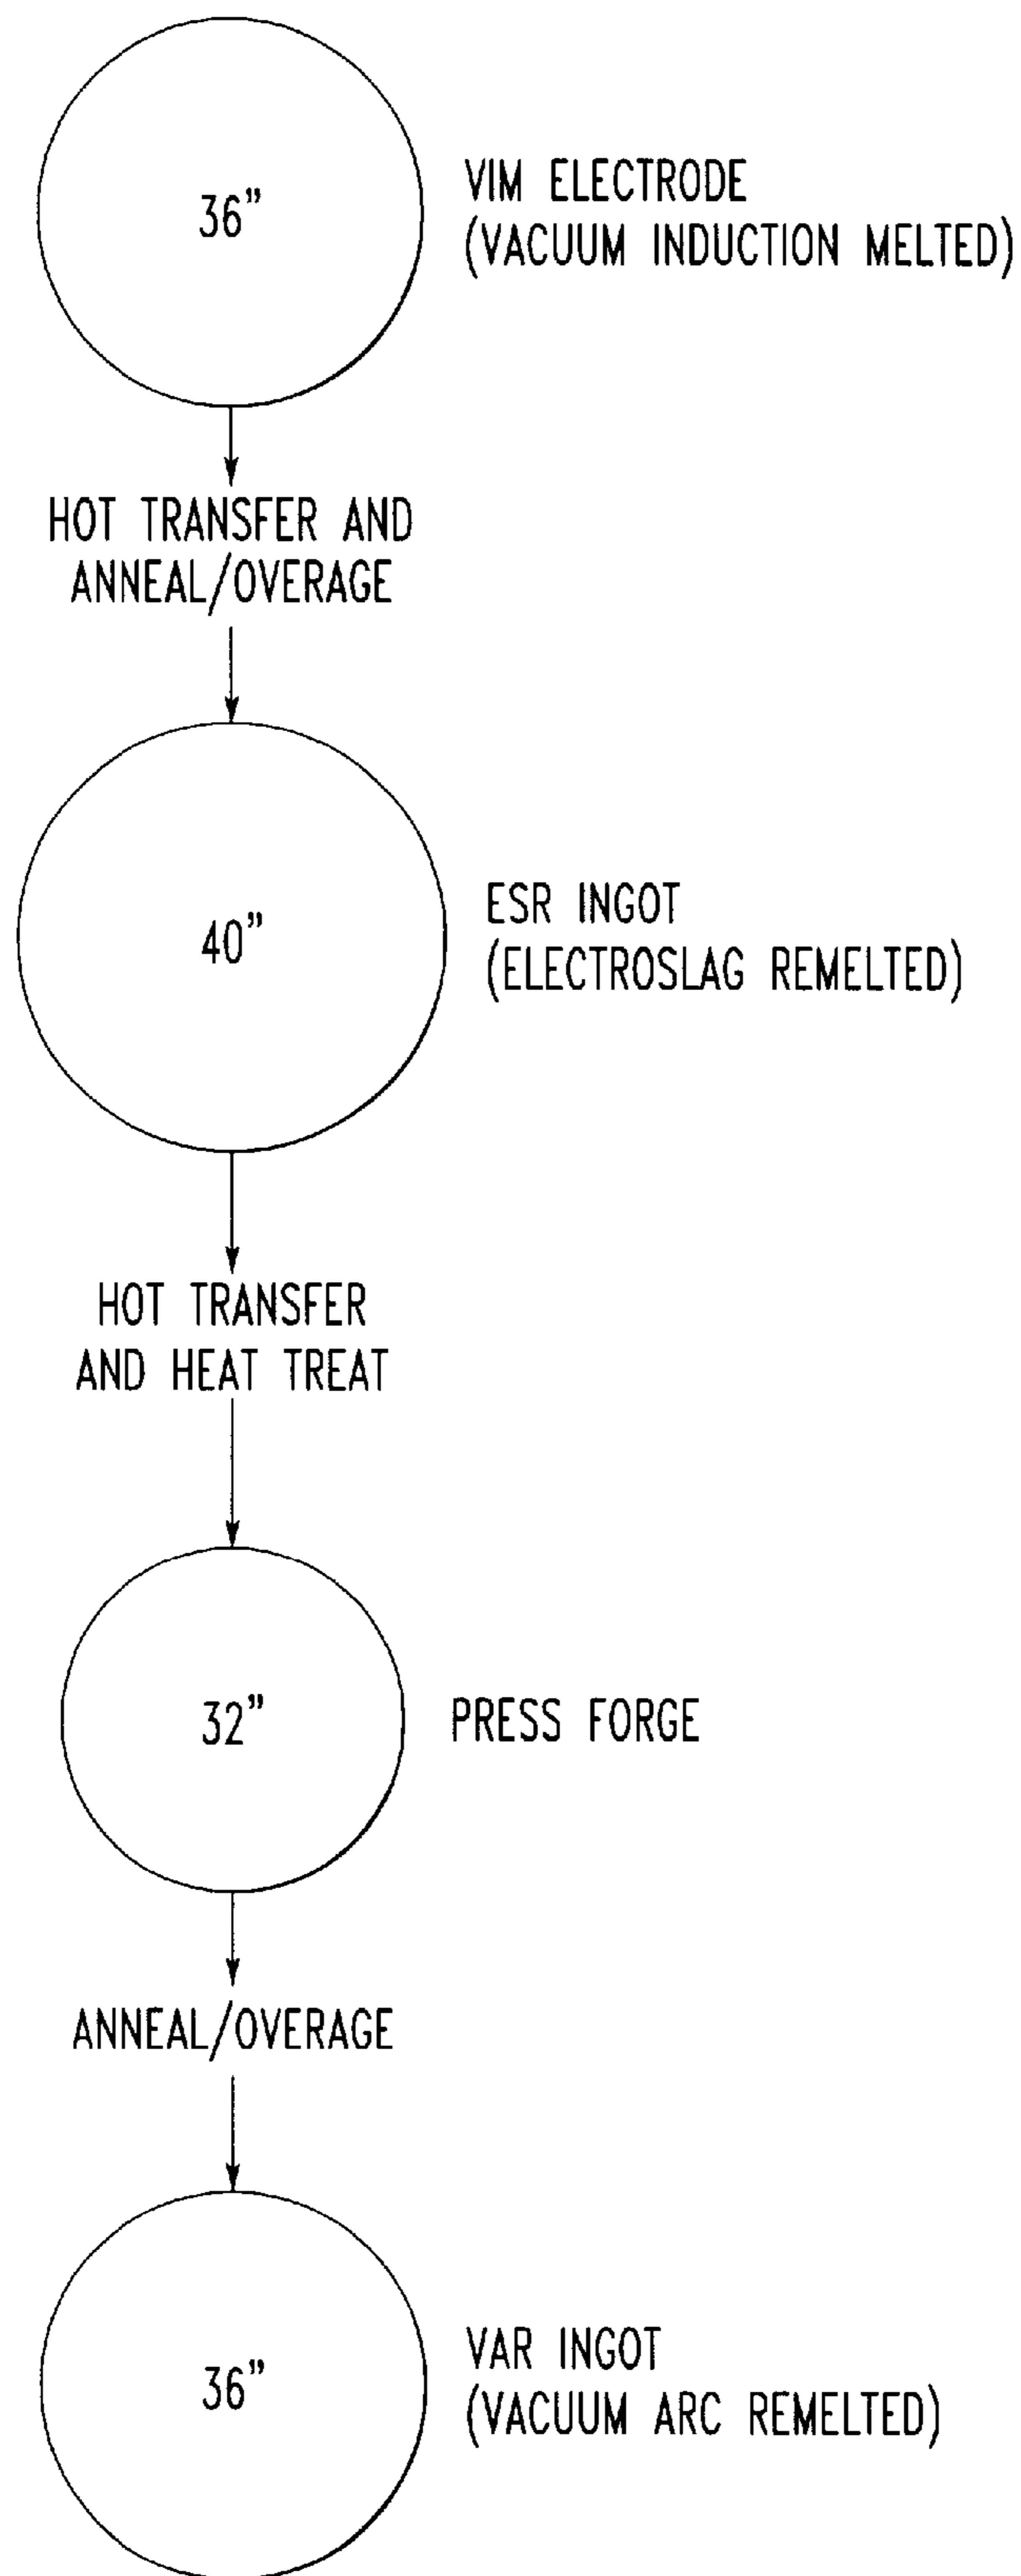 36”
VIM ELECTRODE
(VACUUM INDUCTION MELTED)
HOT TRANSFER AND
ANNEAL/OVERAGE
40”
ESR INGOT
(ELECTROSLAG REMELTED)
HOT TRANSFER
AND HEAT TREAT
32”
PRESS FORGE
ANNEAL/OVERAGE
36”
VAR INGOT
(VACUUM ARC REMELTED)